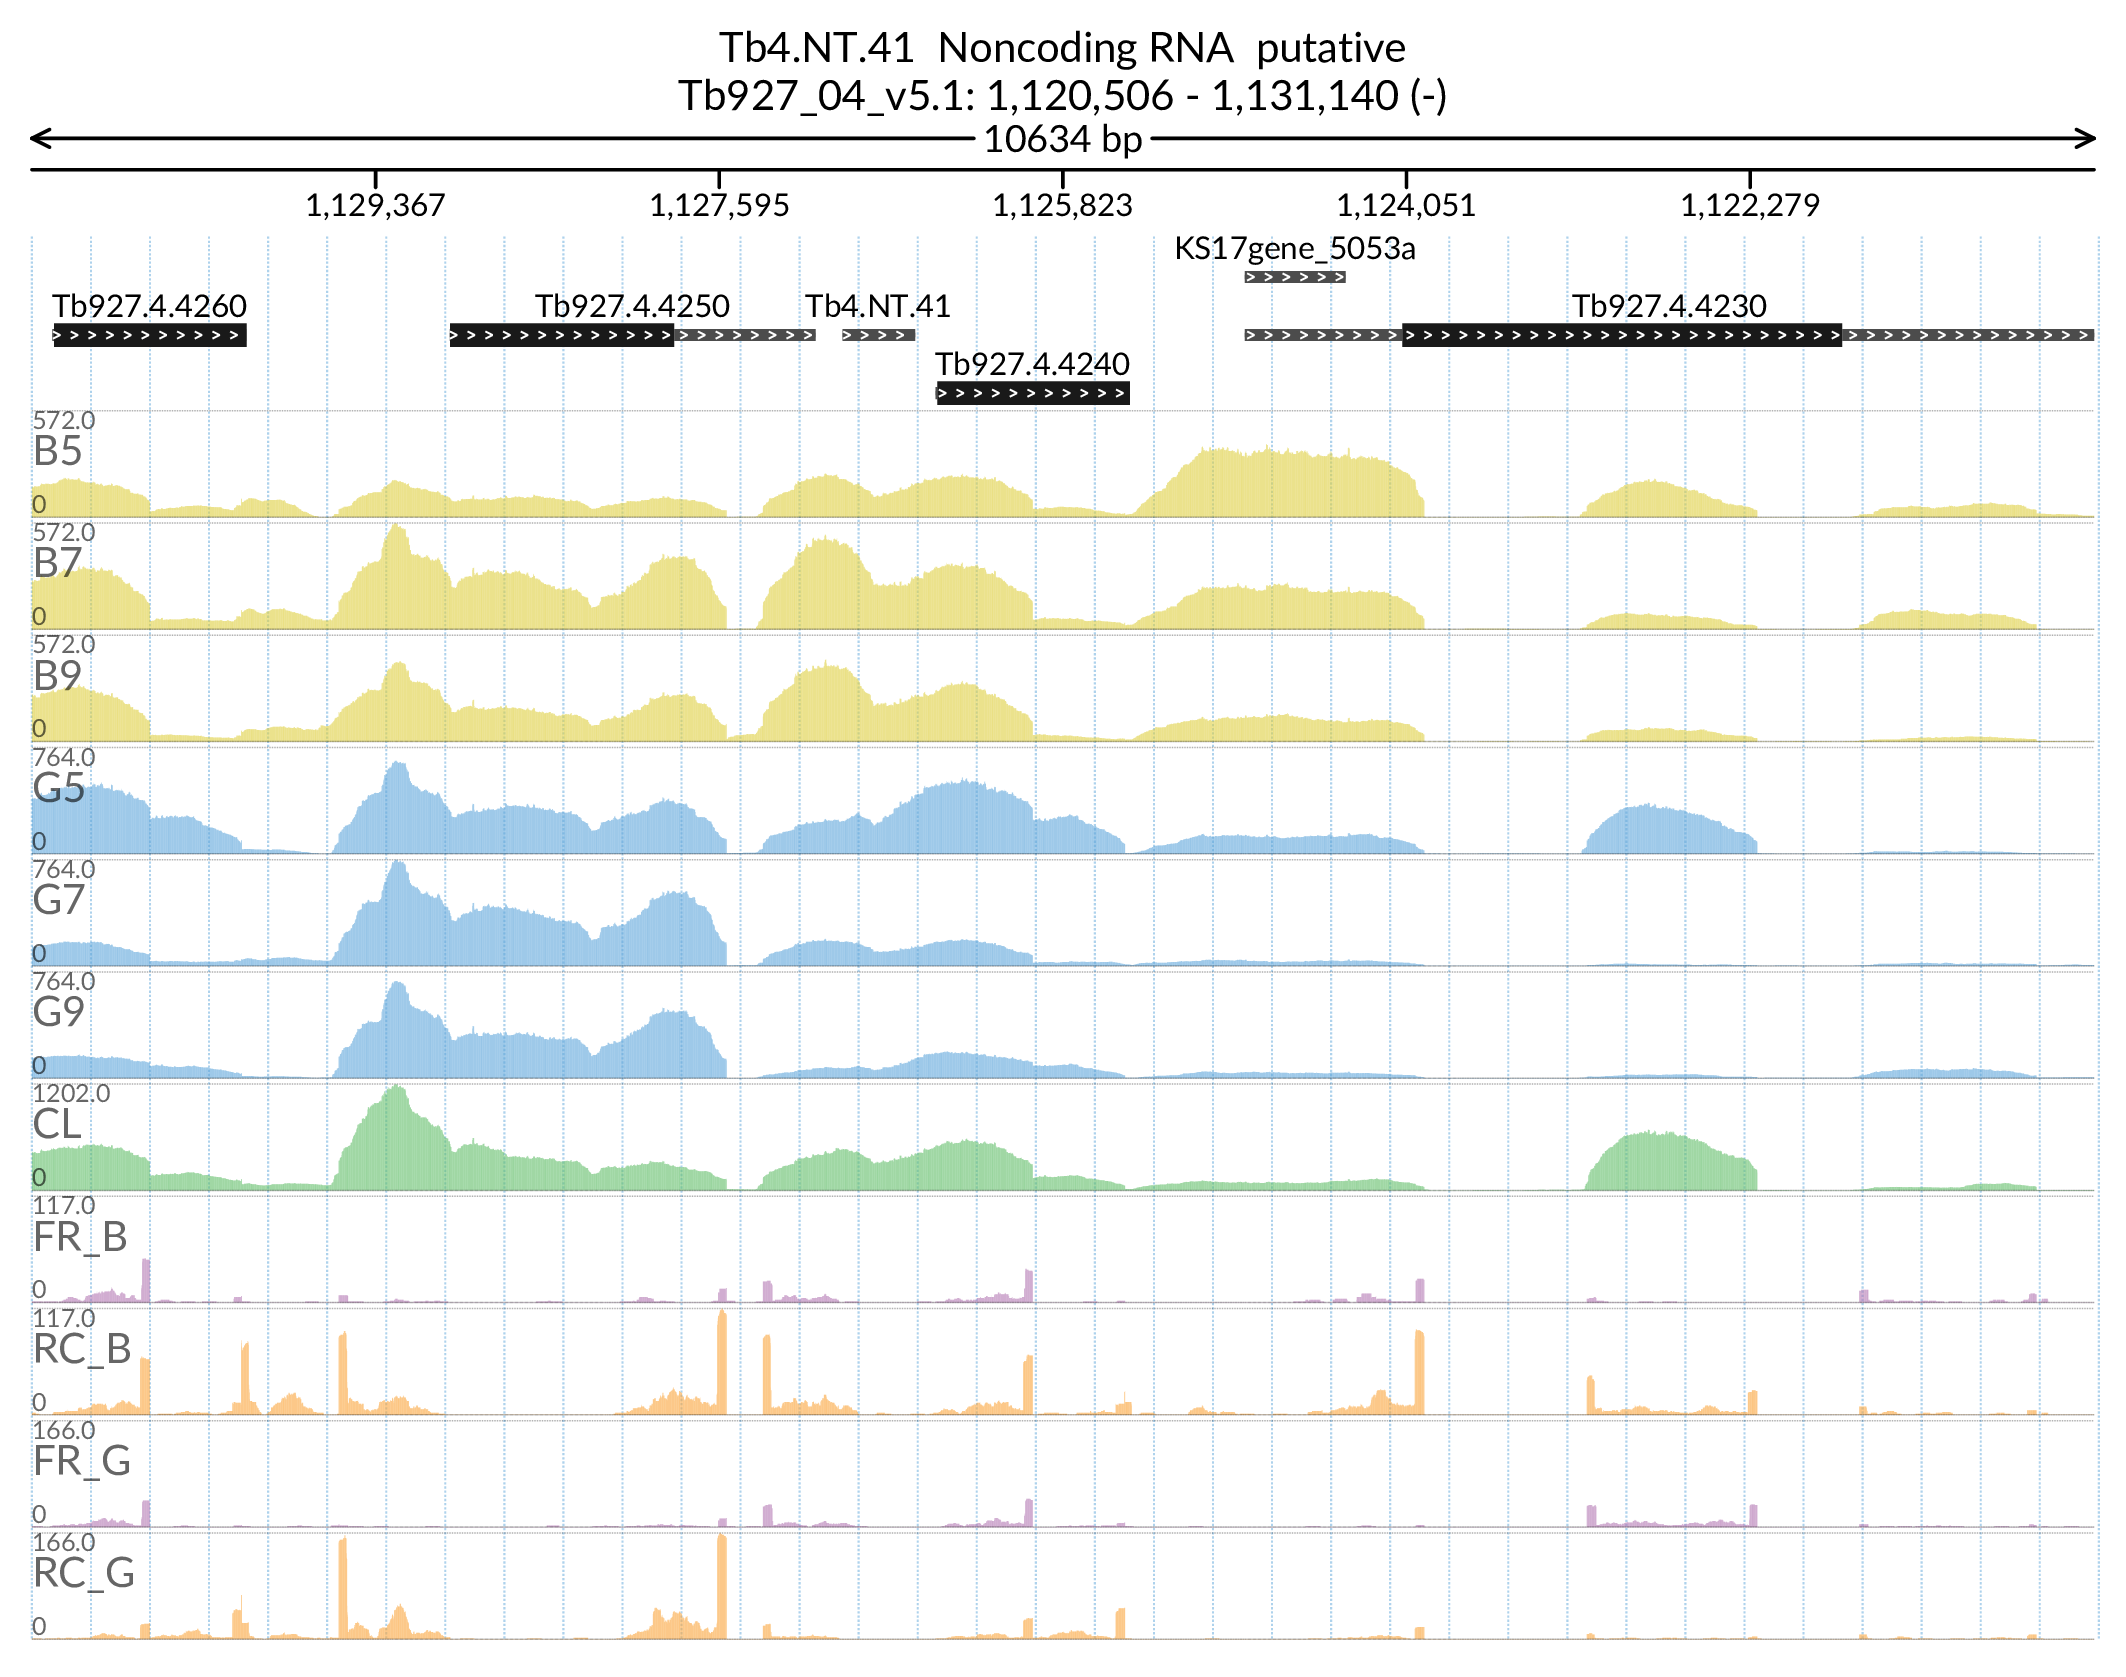 Tb4.NT.41 Noncoding RNA putative
Tb927_04_v5.1: 1,120,506 - 1,131,140 (-)
10634 bp
1,129,367 1,127,595 1,125,823 1,124,051 1,122,279
KS17gene_5053a
Tb927.4.4260 Tb927.4.4250 Tb4.NT.41 Tb927.4.4230
Tb927.4.4240
572.0
B5
0
572.0
B7
0
572.0
B9
0
764.0
G5
0
764.0
G7
0
764.0
G9
0
1202.0
CL
0
117.0
FR_B
0
117.0
RC_B
0
166.0
FR_G
0
166.0
RC_G
0